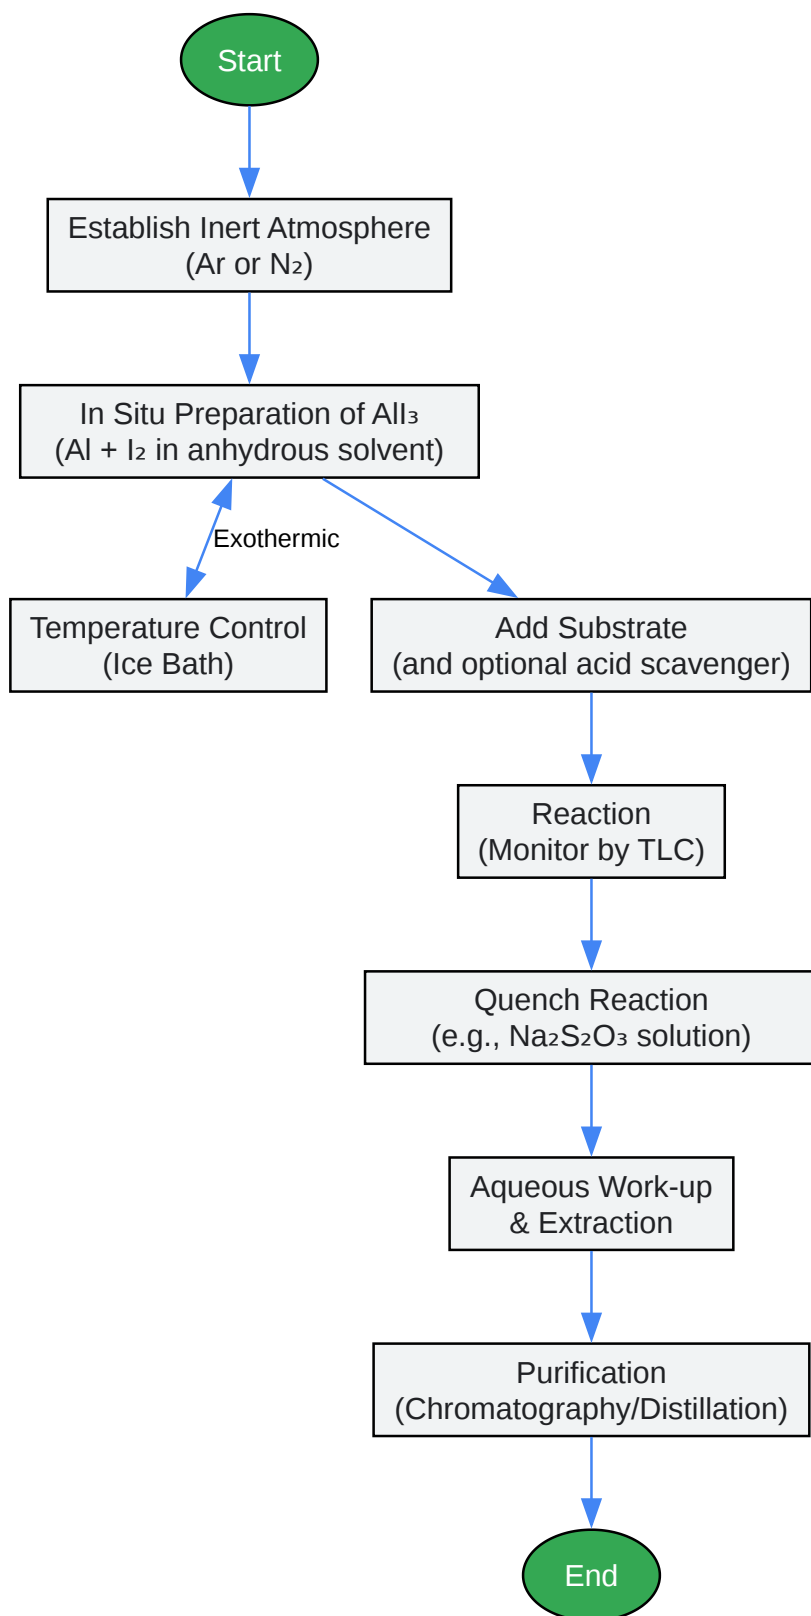 Start
Establish Inert Atmosphere
(Ar or N₂)
In Situ Preparation of AlI₃
(Al + I₂ in anhydrous solvent)
Exothermic
Temperature Control
(Ice Bath)
Add Substrate
(and optional acid scavenger)
Reaction
(Monitor by TLC)
Quench Reaction
(e.g., Na₂S₂O₃ solution)
Aqueous Work-up
& Extraction
Purification
(Chromatography/Distillation)
End